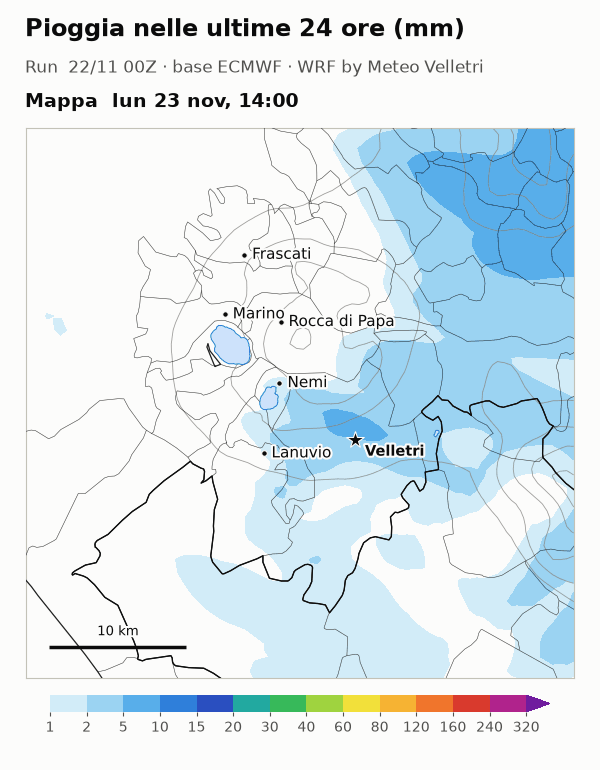 Pioggia nelle ultime 24 ore (mm)
Run 22/11 00Z · base ECMWF · WRF by Meteo Velletri
Mappa lun 23 nov, 14:00
Frascati
Marino
Rocca di Papa
Nemi
Velletri
Lanuvio
10 km
1 2 5 10 15 20 30 40 60 80 120 160 240 320